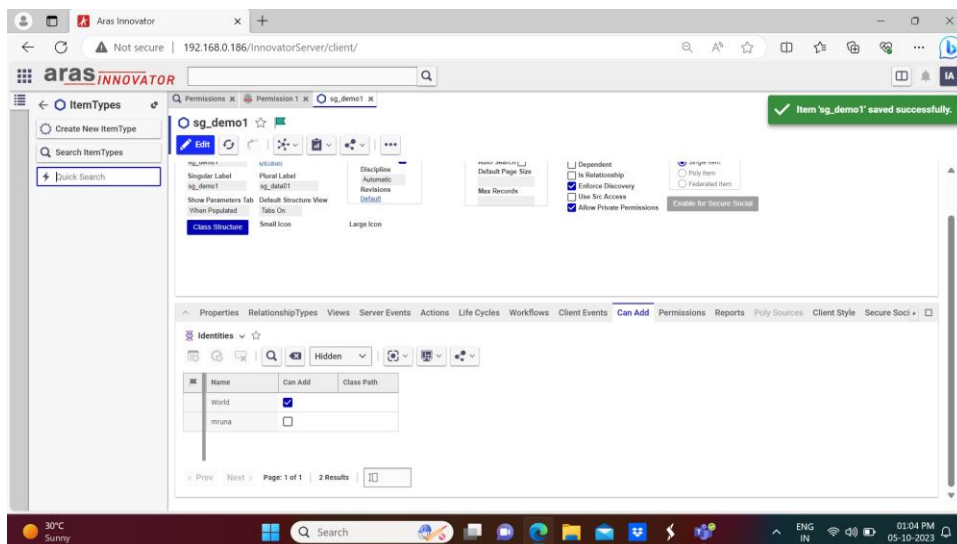 Aras Innovator
Not secure | 192.168.0.186/InnovatorServer/client/
aras INNOVATOR
IA
ItemTypes
Create New ItemType
Search ItemTypes
Quick Search
Permissions
Permission 1
sg_demo1
Item 'sg_demo1' saved successfully.
sg_demo1
Edit
sg_demo1
Default
Singular Label
Plural Label
sg_demo1
sg_data01
Show Parameters Tab
Default Structure View
When Populated
Tabs On
Class Structure
Small Icon
Large Icon
Discipline
Automatic
Revisions
Default
Auto Search
Default Page Size
Max Records
Dependent
Is Relationship
Enforce Discovery
Use Src Access
Allow Private Permissions
Single Item
Poly Item
Federated Item
Enable for Secure Social
Properties RelationshipTypes Views Server Events Actions Life Cycles Workflows Client Events Can Add Permissions Reports Poly Sources Client Style Secure Soci
Identities
Hidden
Name Can Add Class Path
World
mruna
< Prev Next > Page: 1 of 1 2 Results
30°C
Sunny
Search
ENG
IN
01:04 PM
05-10-2023